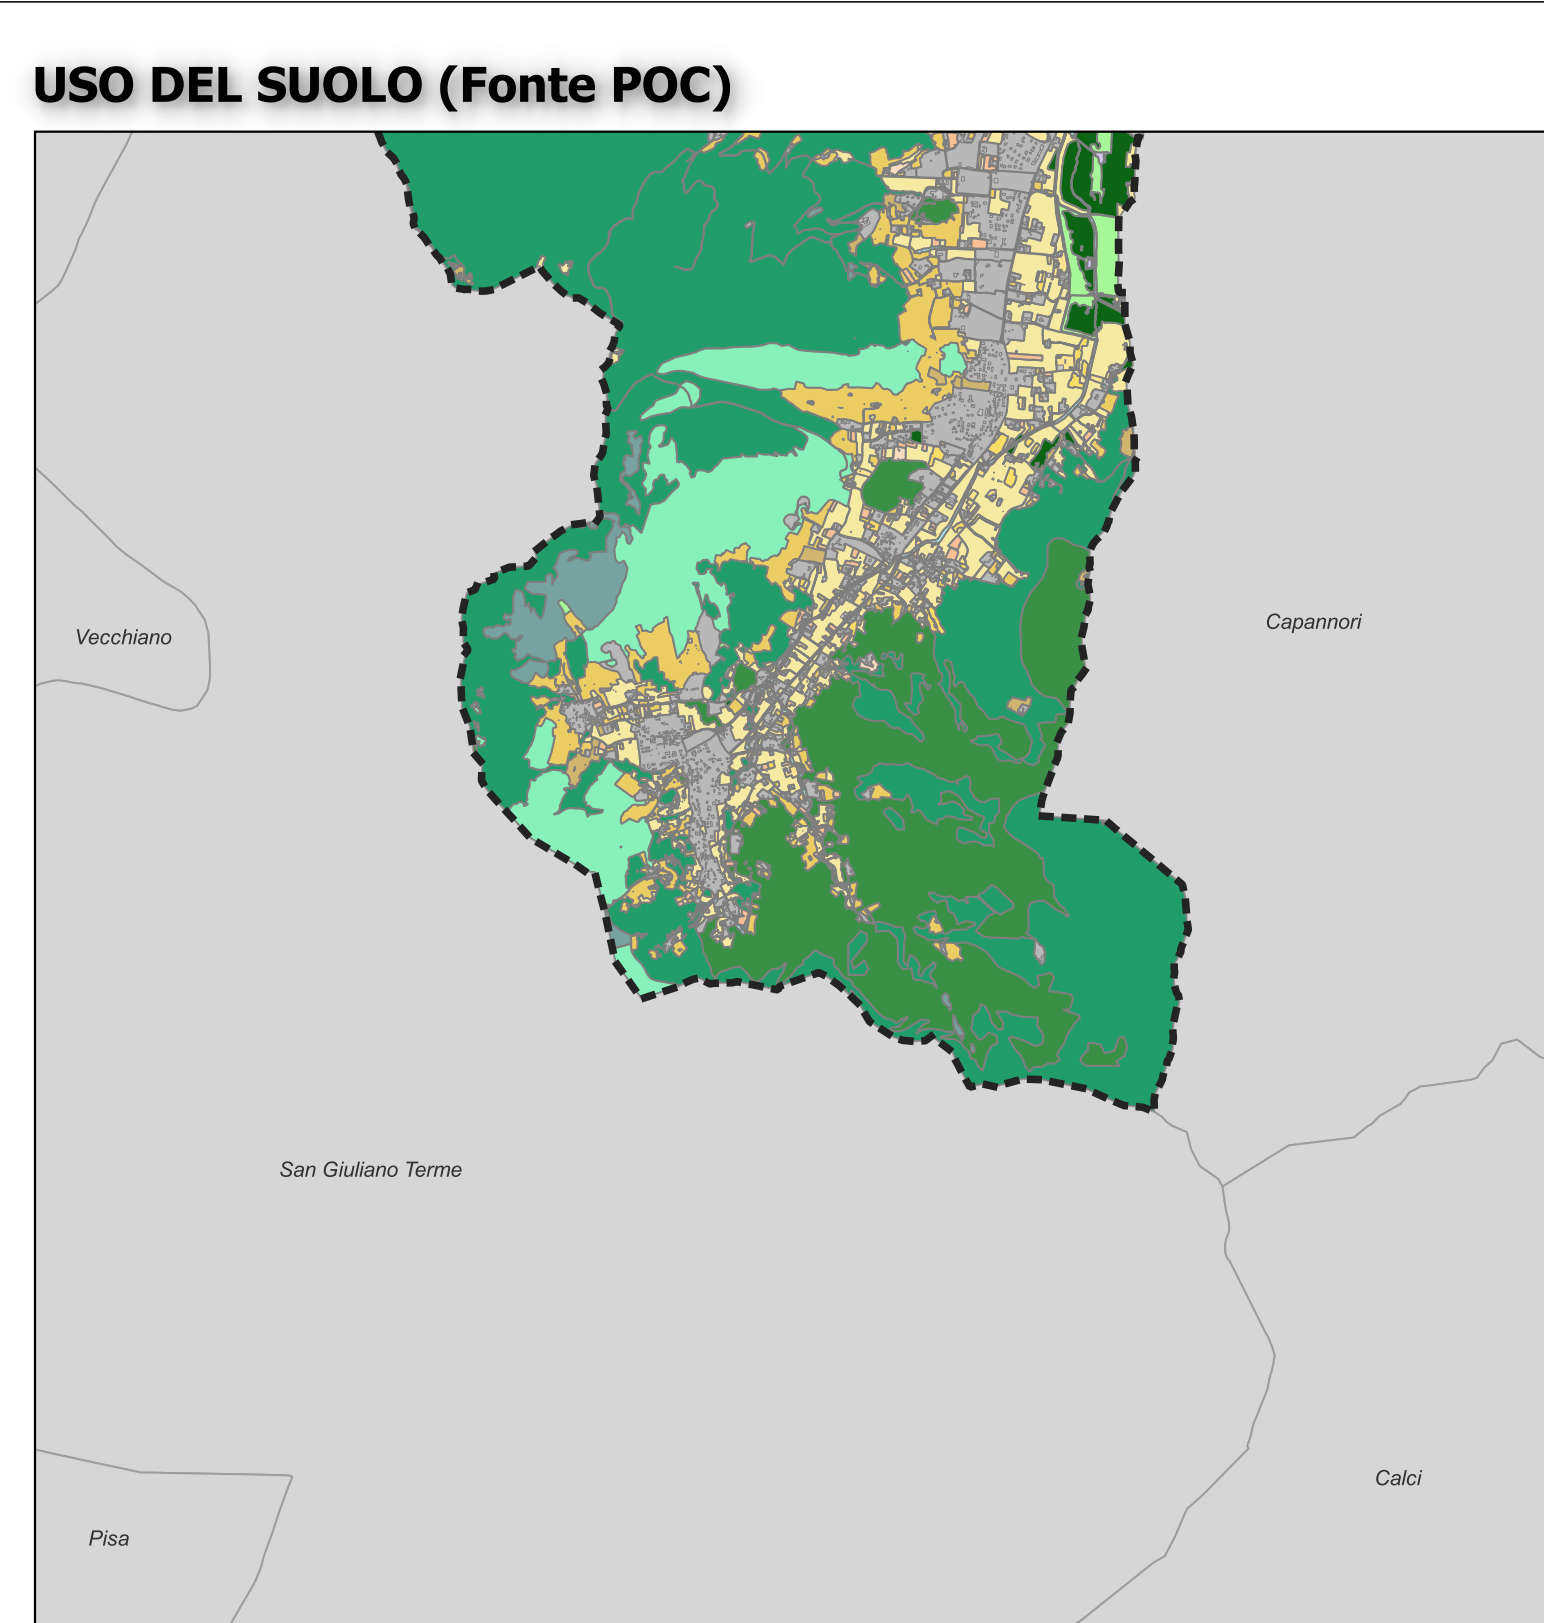 USO DEL SUOLO (Fonte POC)
Capannori
Vecchiano
San Giuliano Terme
Calci
Pisa